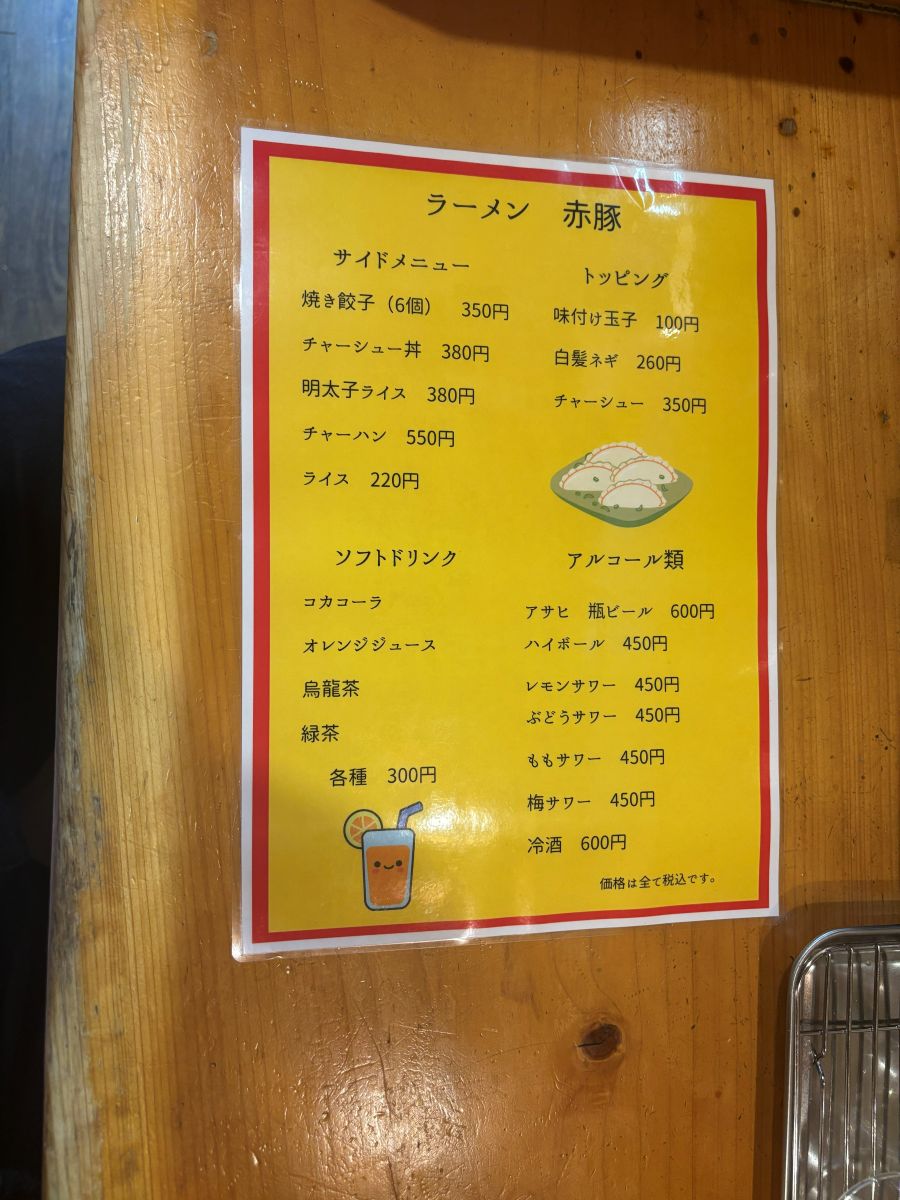 ラーメン　赤豚
サイドメニュー
焼き餃子（6個）　350円
チャーシュー丼　380円
明太子ライス　380円
チャーハン　550円
ライス　220円
トッピング
味付け玉子　100円
白髪ネギ　260円
チャーシュー　350円
ソフトドリンク
コカコーラ
オレンジジュース
烏龍茶
緑茶
各種　300円
アルコール類
アサヒ　瓶ビール　600円
ハイボール　450円
レモンサワー　450円
ぶどうサワー　450円
ももサワー　450円
梅サワー　450円
冷酒　600円
価格は全て税込です。